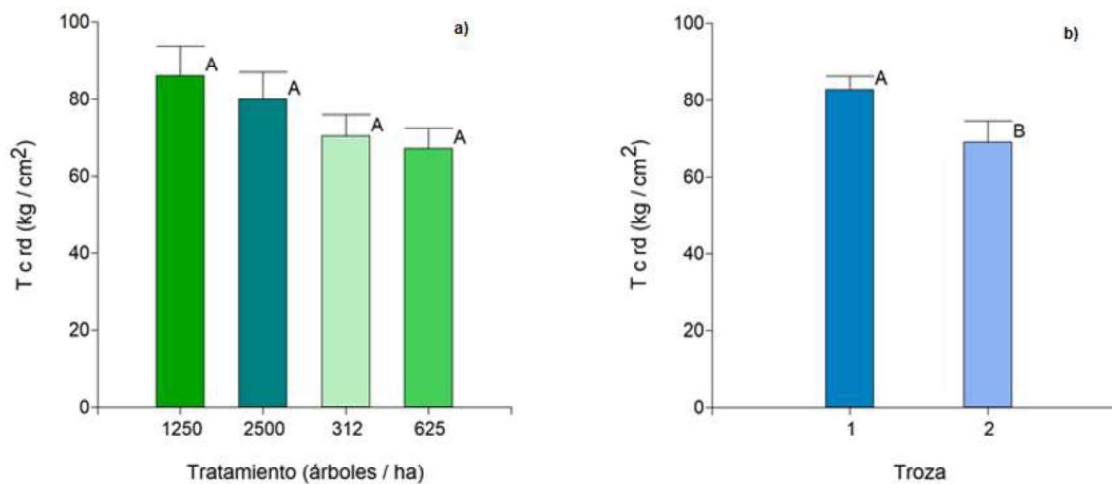 a)
T c rd (kg / cm²)
100
80
60
40
20
0
A
A
A
A
1250 2500 312 625
Tratamiento (árboles / ha)
b)
T c rd (kg / cm²)
100
80
60
40
20
0
A
B
1 2
Troza